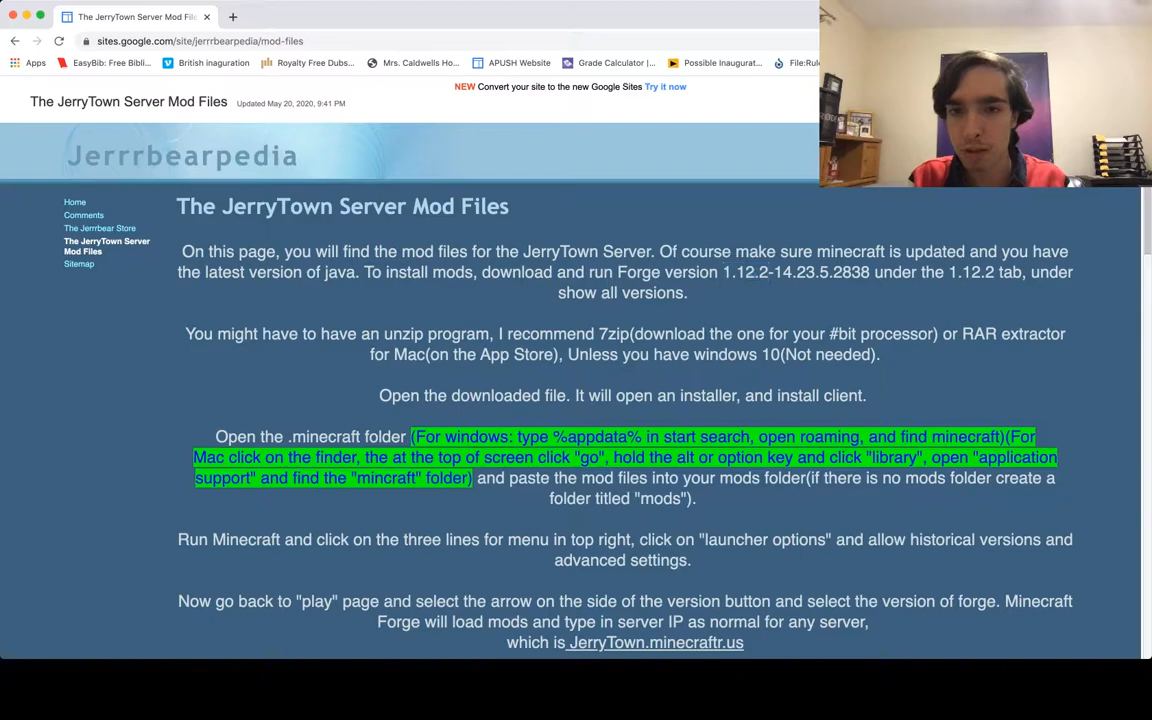 The JerryTown Server Mod File
sites.google.com/site/jerrrbearpedia/mod-files
Apps
EasyBib: Free Bibli...
British inaguration
Royalty Free Dubs...
Mrs. Caldwells Ho...
APUSH Website
Grade Calculator |...
Possible Inaugurat...
File:Rule
NEW Convert your site to the new Google Sites Try it now
The JerryTown Server Mod Files Updated May 20, 2020, 9:41 PM
Jerrrbearpedia
Home
Comments
The Jerrrbear Store
The JerryTown Server
Mod Files
Sitemap
The JerryTown Server Mod Files
On this page, you will find the mod files for the JerryTown Server. Of course make sure minecraft is updated and you have
the latest version of java. To install mods, download and run Forge version 1.12.2-14.23.5.2838 under the 1.12.2 tab, under
show all versions.
You might have to have an unzip program, I recommend 7zip(download the one for your #bit processor) or RAR extractor
for Mac(on the App Store), Unless you have windows 10(Not needed).
Open the downloaded file. It will open an installer, and install client.
Open the .minecraft folder (For windows: type %appdata% in start search, open roaming, and find minecraft)(For
Mac click on the finder, the at the top of screen click "go", hold the alt or option key and click "library", open "application
support" and find the "mincraft" folder) and paste the mod files into your mods folder(if there is no mods folder create a
folder titled "mods").
Run Minecraft and click on the three lines for menu in top right, click on "launcher options" and allow historical versions and
advanced settings.
Now go back to "play" page and select the arrow on the side of the version button and select the version of forge. Minecraft
Forge will load mods and type in server IP as normal for any server,
which is JerryTown.minecraftr.us